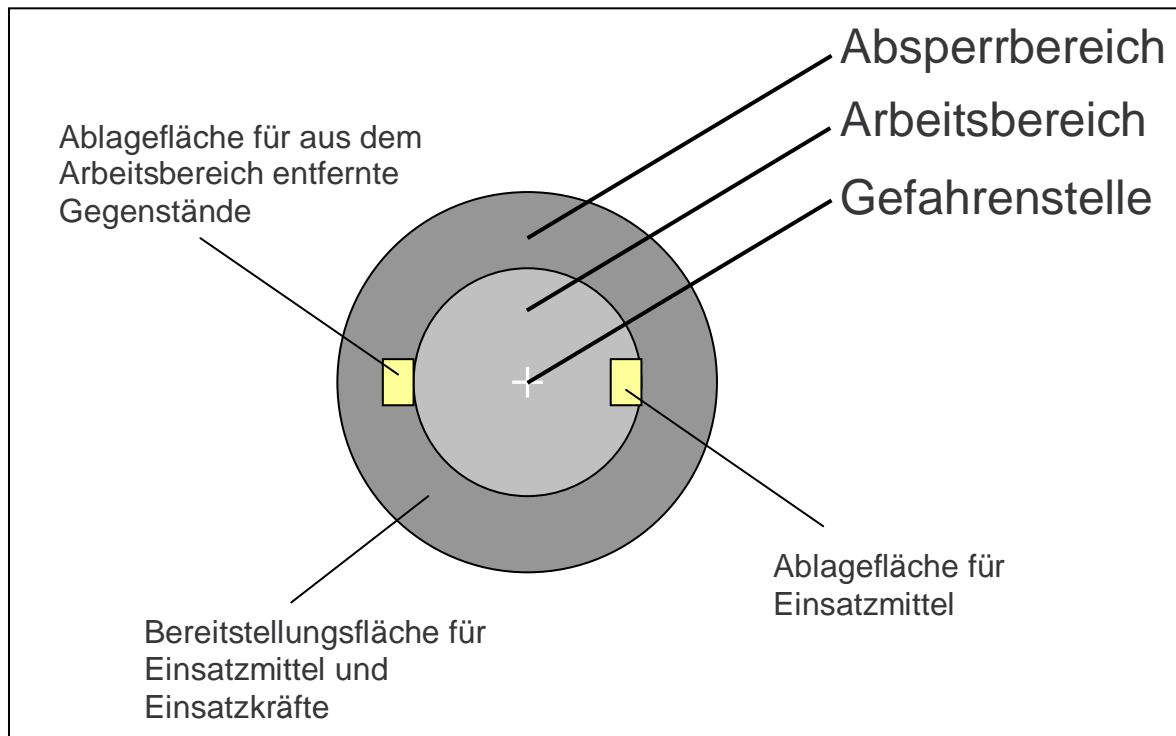 Absperrbereich
Arbeitsbereich
Gefahrenstelle
Ablagefläche für aus dem
Arbeitsbereich entfernte
Gegenstände
Ablagefläche für
Einsatzmittel
Bereitstellungsfläche für
Einsatzmittel und
Einsatzkräfte